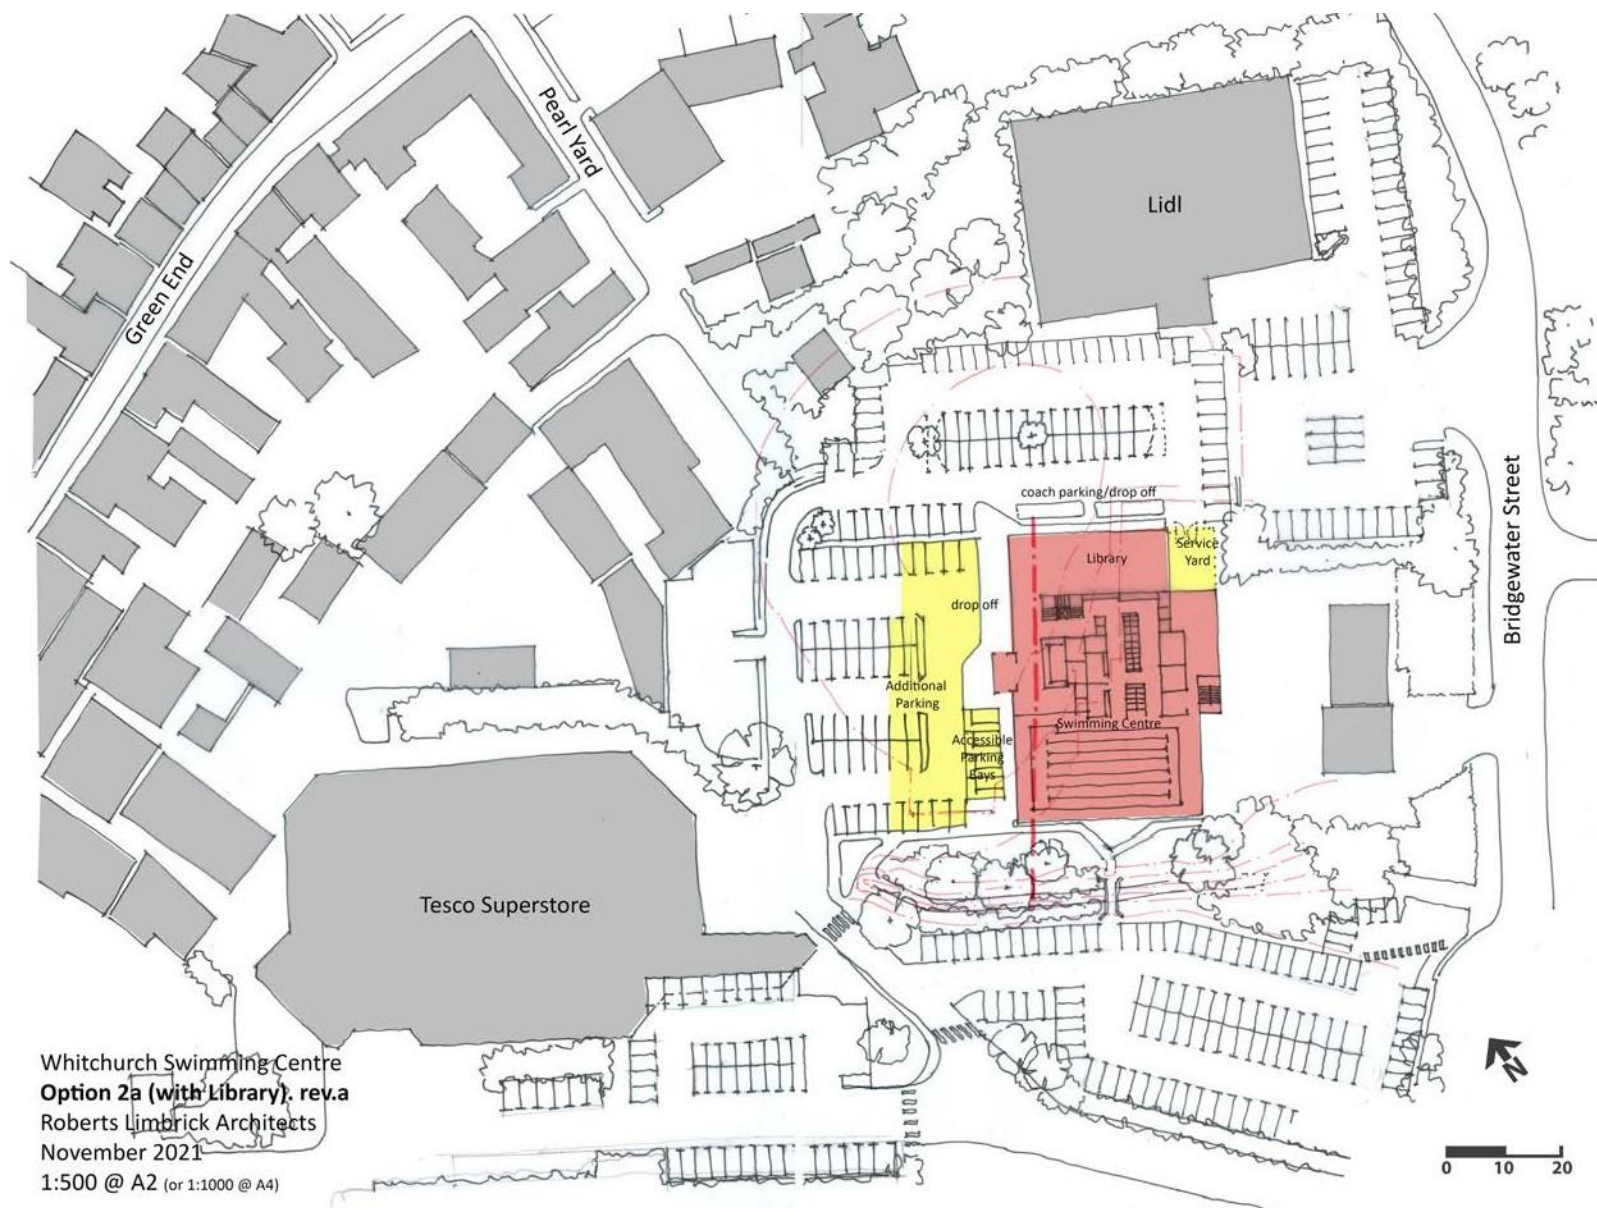 Pearl Yard
Green End
Lidl
coach parking/drop off
Library
Service
Yard
drop off
Bridgewater Street
Additional
Parking
Accessible
Parking
Bays
Swimming Centre
Tesco Superstore
Whitchurch Swimming Centre
Option 2a (with Library). rev.a
Roberts Limbrick Architects
November 2021
1:500 @ A2 (or 1:1000 @ A4)
N
0 10 20